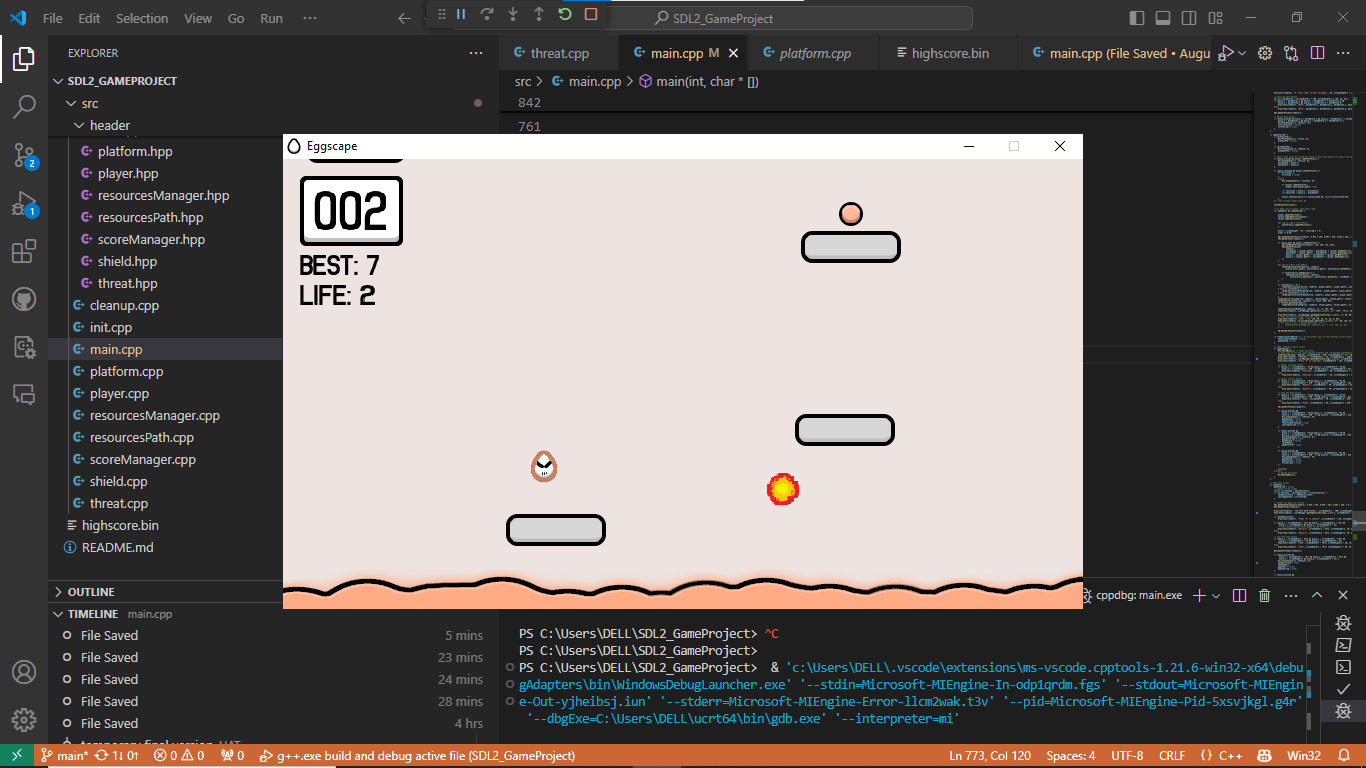 File Edit Selection View Go Run ··· SDL2_GameProject
EXPLORER
threat.cpp main.cpp M platform.cpp highscore.bin main.cpp (File Saved • Augu
SDL2_GAMEPROJECT
src > main.cpp > main(int, char * [])
src
842
header
761
platform.hpp
player.hpp
resourcesManager.hpp
resourcesPath.hpp
scoreManager.hpp
shield.hpp
threat.hpp
cleanup.cpp
init.cpp
main.cpp
platform.cpp
player.cpp
resourcesManager.cpp
resourcesPath.cpp
scoreManager.cpp
shield.cpp
threat.cpp
highscore.bin
README.md
2
1
Eggscape
002
BEST: 7
LIFE: 2
OUTLINE
TIMELINE main.cpp
File Saved 5 mins
File Saved 23 mins
File Saved 24 mins
File Saved 28 mins
File Saved 4 hrs
cppdbg: main.exe
PS C:\Users\DELL\SDL2_GameProject> ^C
PS C:\Users\DELL\SDL2_GameProject>
PS C:\Users\DELL\SDL2_GameProject> & 'c:\Users\DELL\.vscode\extensions\ms-vscode.cpptools-1.21.6-win32-x64\debu
gAdapters\bin\WindowsDebugLauncher.exe' '--stdin=Microsoft-MIEngine-In-odp1qrdm.fgs' '--stdout=Microsoft-MIEngin
e-Out-yjheibsj.iun' '--stderr=Microsoft-MIEngine-Error-llcm2wak.t3v' '--pid=Microsoft-MIEngine-Pid-5xsvjkgl.g4r'
'--dbgExe=C:\Users\DELL\ucrt64\bin\gdb.exe' '--interpreter=mi'
main* 1↓ 0↑ 0 0 0 g++.exe build and debug active file (SDL2_GameProject) Ln 773, Col 120 Spaces: 4 UTF-8 CRLF {} C++ Win32